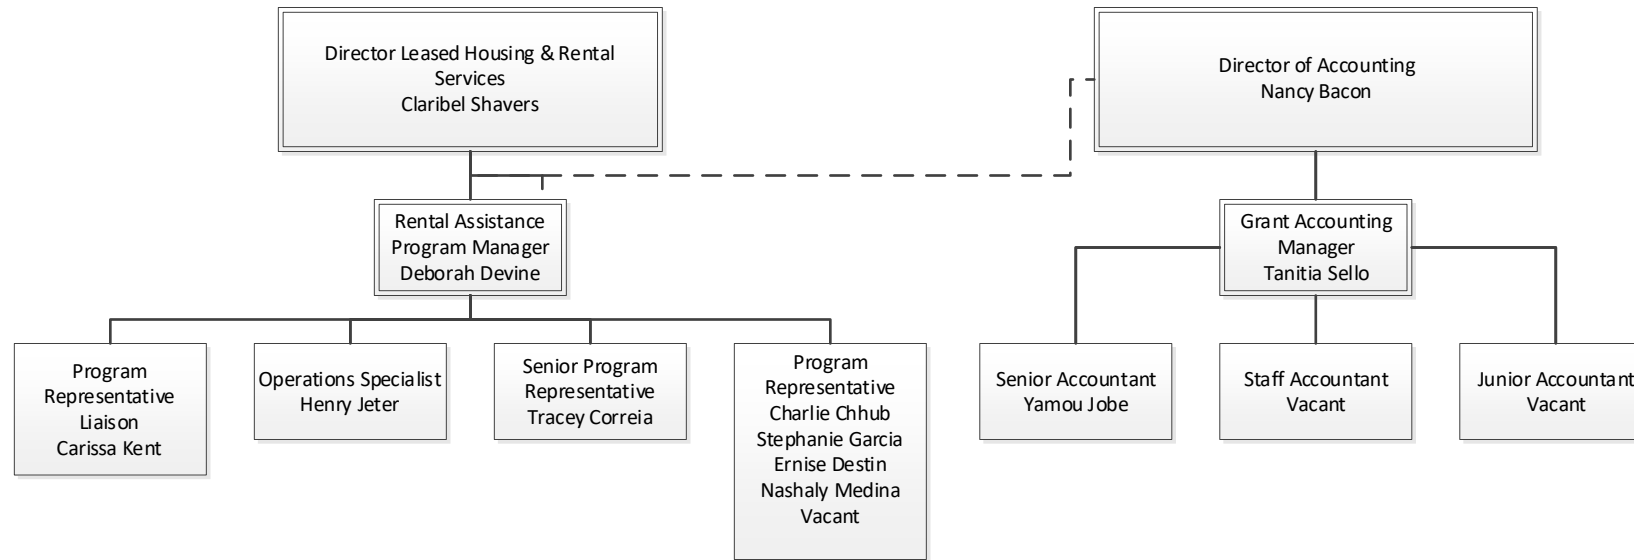 Director Leased Housing & Rental
Services
Claribel Shavers
Director of Accounting
Nancy Bacon
Rental Assistance
Program Manager
Deborah Devine
Grant Accounting
Manager
Tanitia Sello
Program
Representative
Liaison
Carissa Kent
Operations Specialist
Henry Jeter
Senior Program
Representative
Tracey Correia
Program
Representative
Charlie Chhub
Stephanie Garcia
Ernise Destin
Nashaly Medina
Vacant
Senior Accountant
Yamou Jobe
Staff Accountant
Vacant
Junior Accountant
Vacant